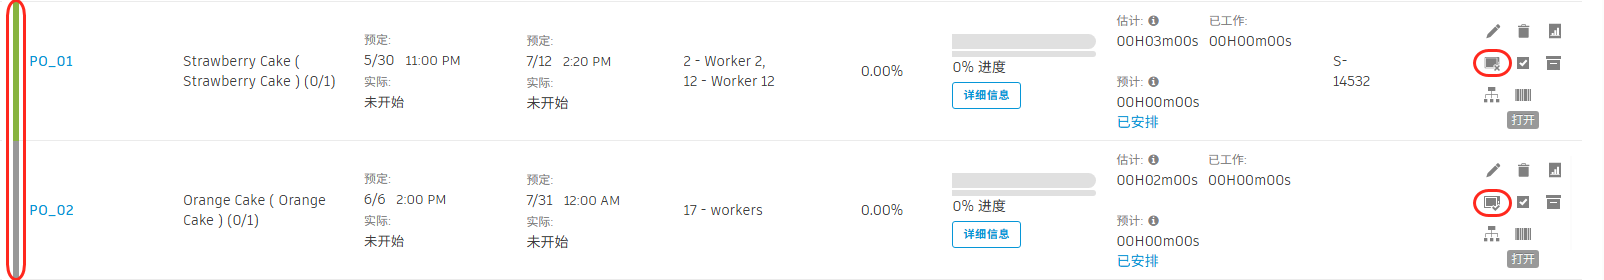 PO_01
Strawberry Cake (
Strawberry Cake ) (0/1)
预定:
5/30 11:00 PM
实际:
未开始
预定:
7/12 2:20 PM
实际:
未开始
2 - Worker 2,
12 - Worker 12
0.00%
0% 进度
详细信息
估计:
00H03m00s
预计:
00H00m00s
已安排
已工作:
00H00m00s
S-
14532
打开
PO_02
Orange Cake ( Orange
Cake ) (0/1)
预定:
6/6 2:00 PM
实际:
未开始
预定:
7/31 12:00 AM
实际:
未开始
17 - workers
0.00%
0% 进度
详细信息
估计:
00H02m00s
预计:
00H00m00s
已安排
已工作:
00H00m00s
打开